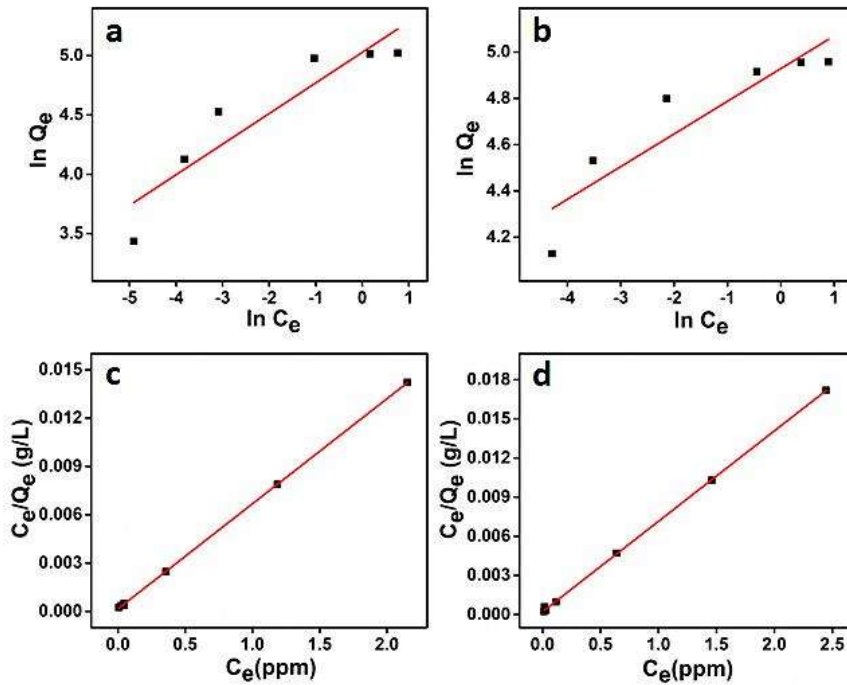 a
5.0
4.5
4.0
3.5
ln Qe
-5 -4 -3 -2 -1 0 1
ln Ce
b
5.0
4.8
4.6
4.4
4.2
ln Qe
-4 -3 -2 -1 0 1
ln Ce
c
0.015
0.012
0.009
0.006
0.003
0.000
Ce/Qe (g/L)
0.0 0.5 1.0 1.5 2.0
Ce(ppm)
d
0.018
0.015
0.012
0.009
0.006
0.003
0.000
Ce/Qe (g/L)
0.0 0.5 1.0 1.5 2.0 2.5
Ce(ppm)